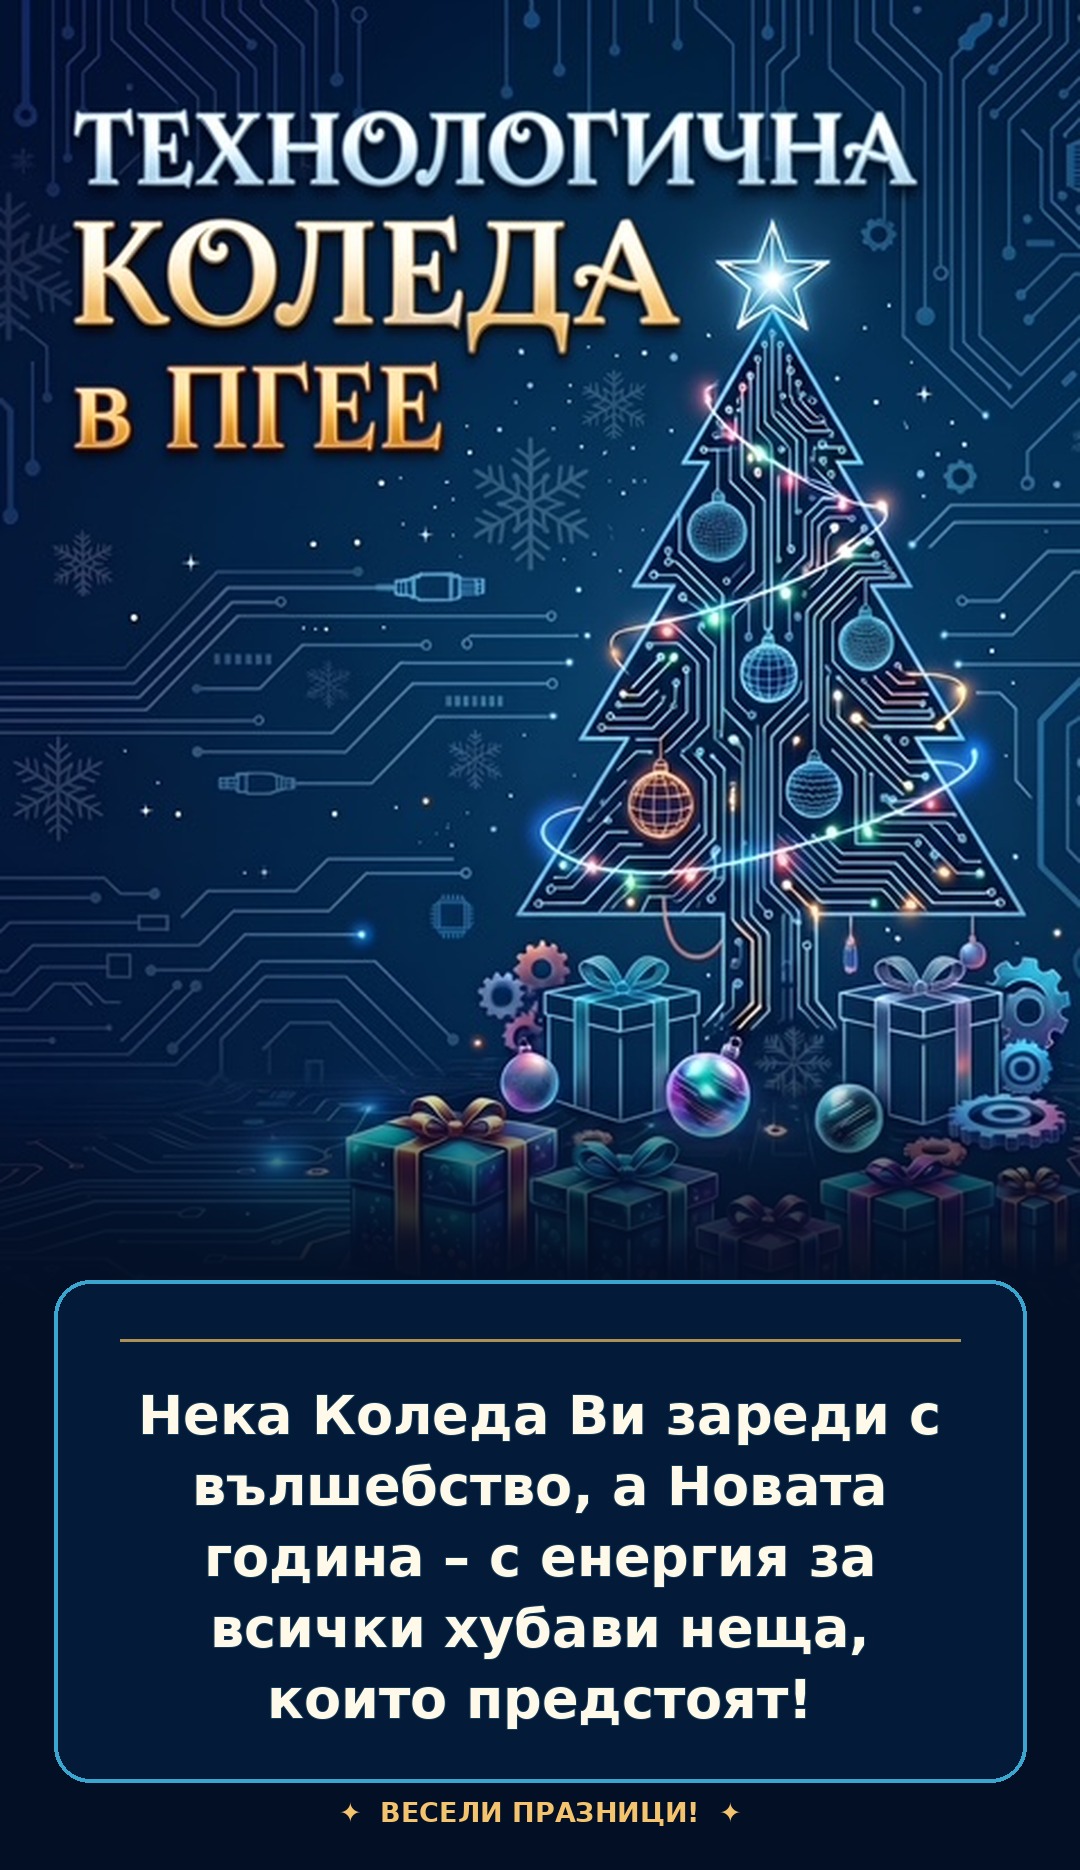 ТЕХНОЛОГИЧНА
КОЛЕДА
в ПГЕЕ
Нека Коледа Ви зареди с
вълшебство, а Новата
година – с енергия за
всички хубави неща,
които предстоят!
✦ ВЕСЕЛИ ПРАЗНИЦИ! ✦